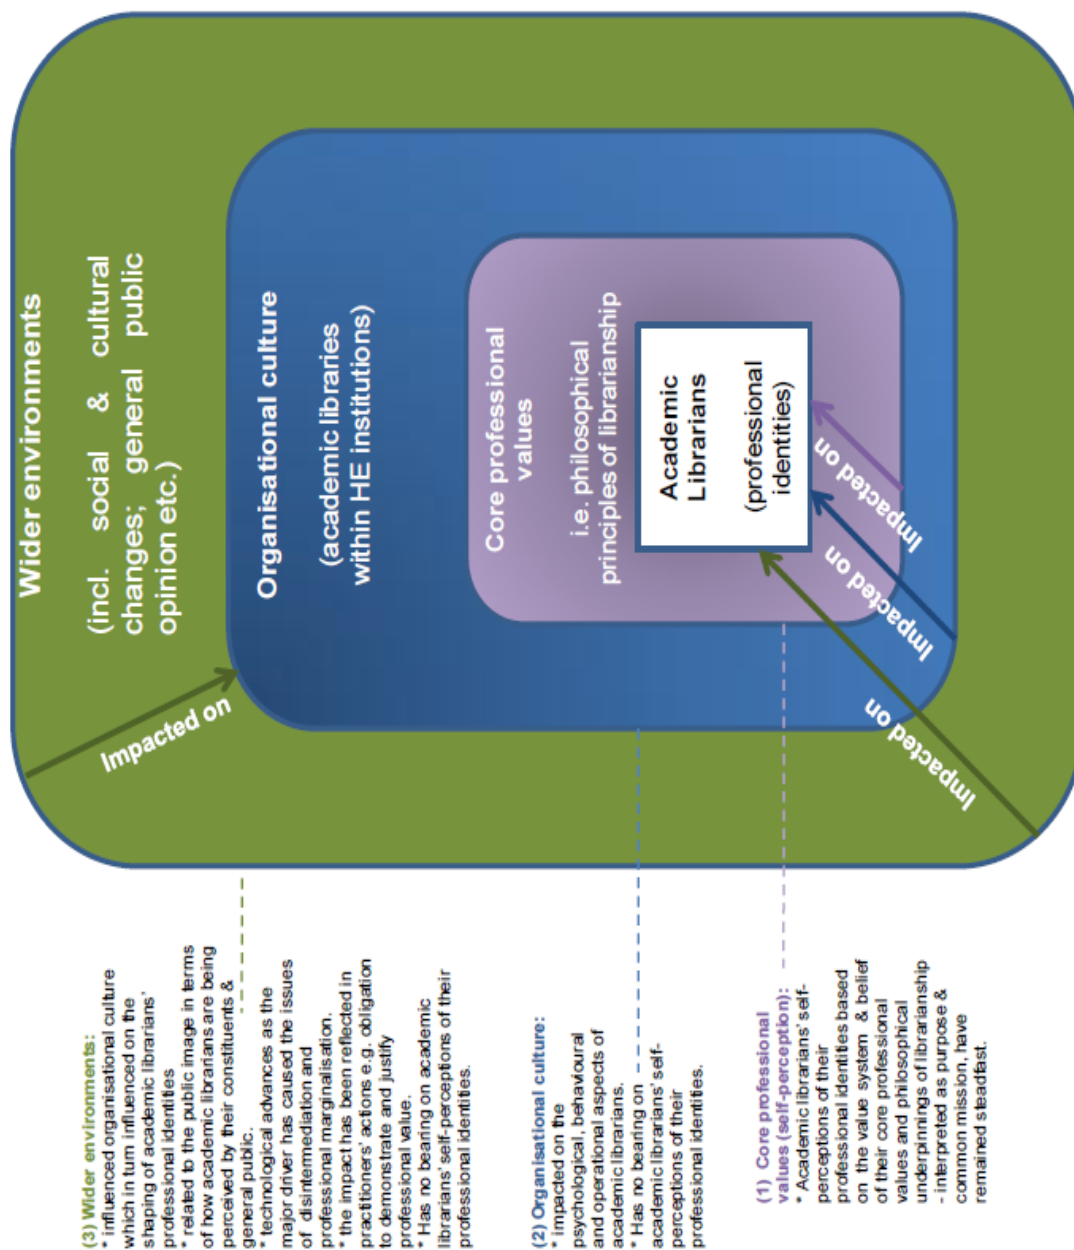 (3) Wider environments:
* influenced organisational culture
which in turn influenced on the
shaping of academic librarians'
professional identities
* related to the public image in terms
of how academic librarians are being
perceived by their constituents &
general public.
* technological advances as the
major driver has caused the issues
of disintermediation and
professional marginalisation.
* the impact has been reflected in
practitioners' actions e.g. obligation
to demonstrate and justify
professional value.
* Has no bearing on academic
librarians' self-perceptions of their
professional identities.
(2) Organisational culture:
* impacted on the
psychological, behavioural
and operational aspects of
academic librarians.
* Has no bearing on
academic librarians' self-
perceptions of their
professional identities.
(1) Core professional
values (self-perception):
* Academic librarians' self-
perceptions of their
professional identities based
on the value system & belief
of their core professional
values and philosophical
underpinnings of librarianship
- interpreted as purpose &
common mission, have
remained steadfast.
Wider environments
(incl. social & cultural
changes; general public
opinion etc.)
Impacted on
Organisational culture
(academic libraries
within HE institutions)
Core professional
values
i.e. philosophical
principles of librarianship
Academic
Librarians
(professional
identities)
Impacted on
Impacted on
Impacted on